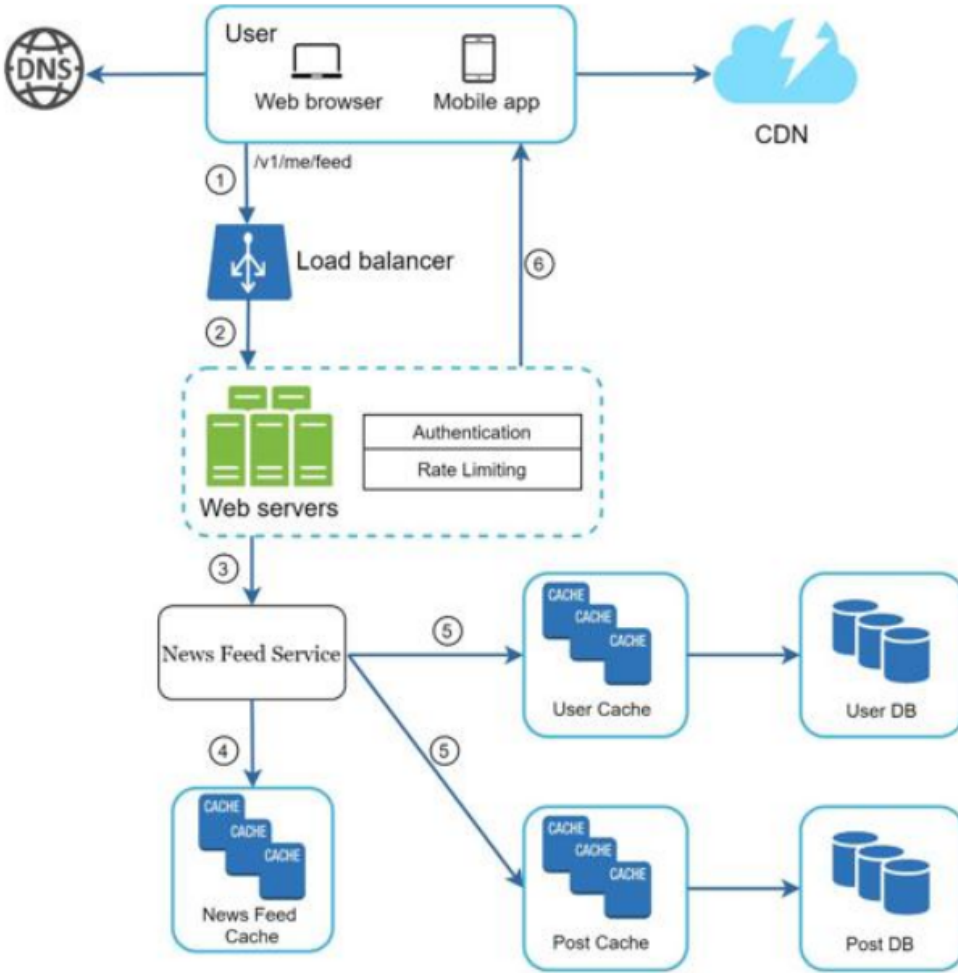 User
DNS
Web browser
Mobile app
CDN
/v1/me/feed
1
Load balancer
6
2
Authentication
Rate Limiting
Web servers
3
CACHE
CACHE
CACHE
5
News Feed Service
User Cache
User DB
4
5
CACHE
CACHE
CACHE
News Feed
Cache
CACHE
CACHE
CACHE
Post Cache
Post DB